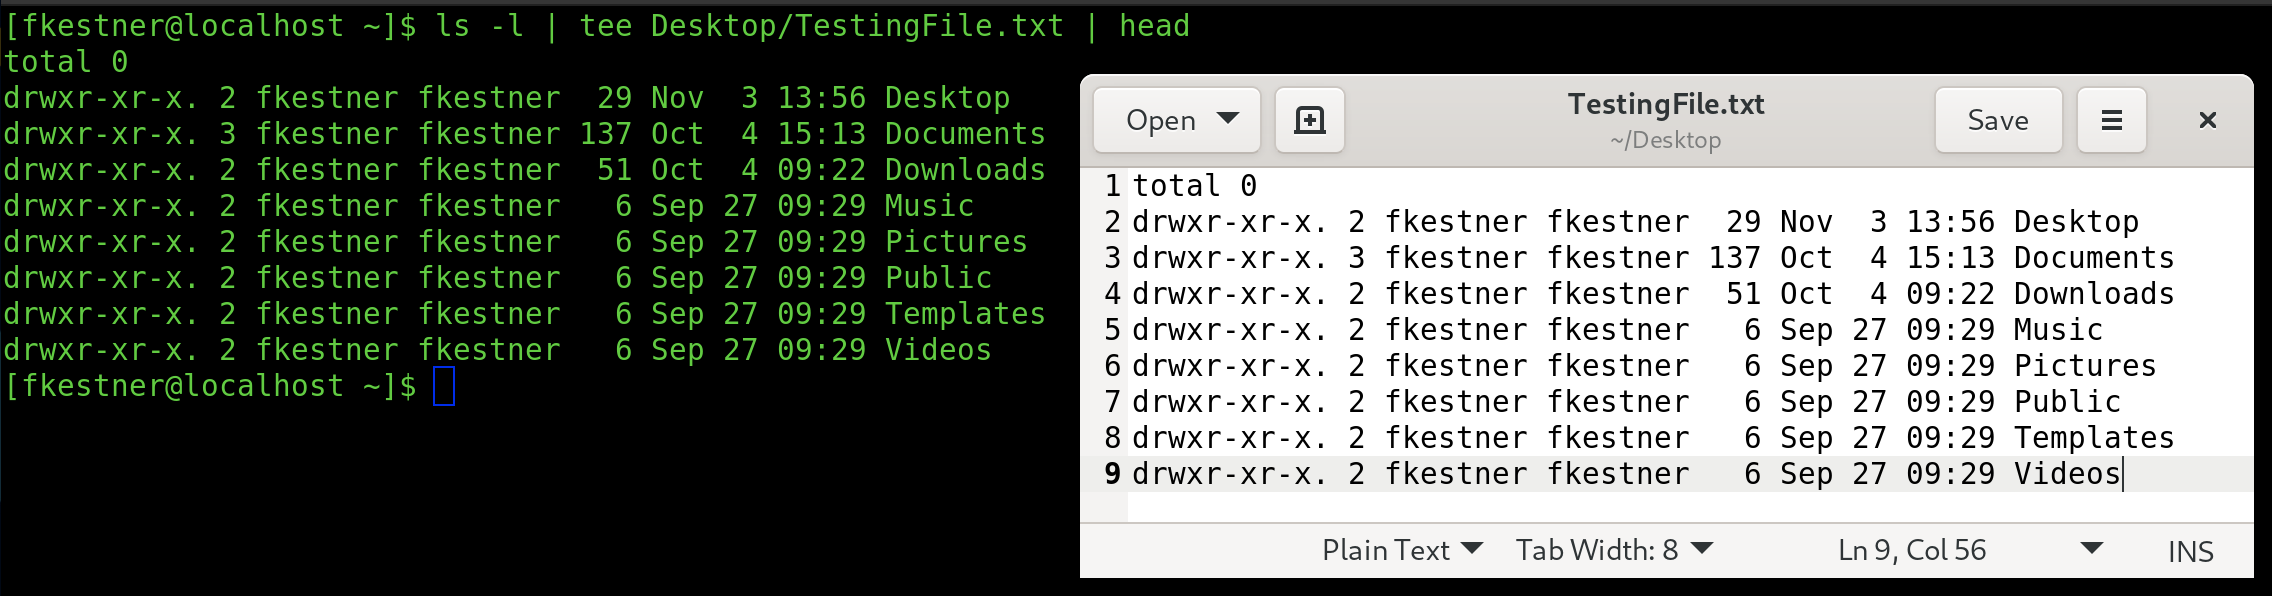 [fkestner@localhost ~]$ ls -l | tee Desktop/TestingFile.txt | head
total 0
drwxr-xr-x. 2 fkestner fkestner  29 Nov  3 13:56 Desktop
drwxr-xr-x. 3 fkestner fkestner 137 Oct  4 15:13 Documents
drwxr-xr-x. 2 fkestner fkestner  51 Oct  4 09:22 Downloads
drwxr-xr-x. 2 fkestner fkestner   6 Sep 27 09:29 Music
drwxr-xr-x. 2 fkestner fkestner   6 Sep 27 09:29 Pictures
drwxr-xr-x. 2 fkestner fkestner   6 Sep 27 09:29 Public
drwxr-xr-x. 2 fkestner fkestner   6 Sep 27 09:29 Templates
drwxr-xr-x. 2 fkestner fkestner   6 Sep 27 09:29 Videos
[fkestner@localhost ~]$
Open
TestingFile.txt
~/Desktop
Save
1 total 0
2 drwxr-xr-x. 2 fkestner fkestner  29 Nov  3 13:56 Desktop
3 drwxr-xr-x. 3 fkestner fkestner 137 Oct  4 15:13 Documents
4 drwxr-xr-x. 2 fkestner fkestner  51 Oct  4 09:22 Downloads
5 drwxr-xr-x. 2 fkestner fkestner   6 Sep 27 09:29 Music
6 drwxr-xr-x. 2 fkestner fkestner   6 Sep 27 09:29 Pictures
7 drwxr-xr-x. 2 fkestner fkestner   6 Sep 27 09:29 Public
8 drwxr-xr-x. 2 fkestner fkestner   6 Sep 27 09:29 Templates
9 drwxr-xr-x. 2 fkestner fkestner   6 Sep 27 09:29 Videos
Plain Text Tab Width: 8 Ln 9, Col 56 INS